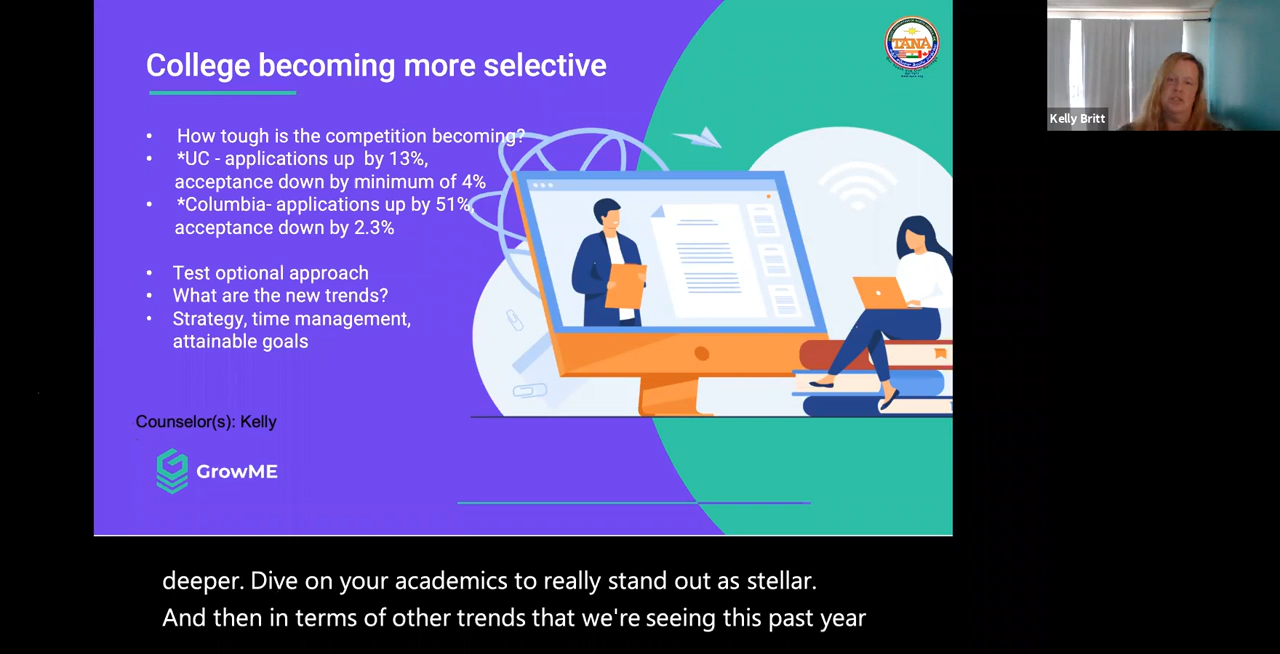 College becoming more selective
TANA
• How tough is the competition becoming?
• *UC - applications up by 13%,
acceptance down by minimum of 4%
• *Columbia- applications up by 51%,
acceptance down by 2.3%
• Test optional approach
• What are the new trends?
• Strategy, time management,
attainable goals
Counselor(s): Kelly
GrowME
Kelly Britt
deeper. Dive on your academics to really stand out as stellar.
And then in terms of other trends that we're seeing this past year